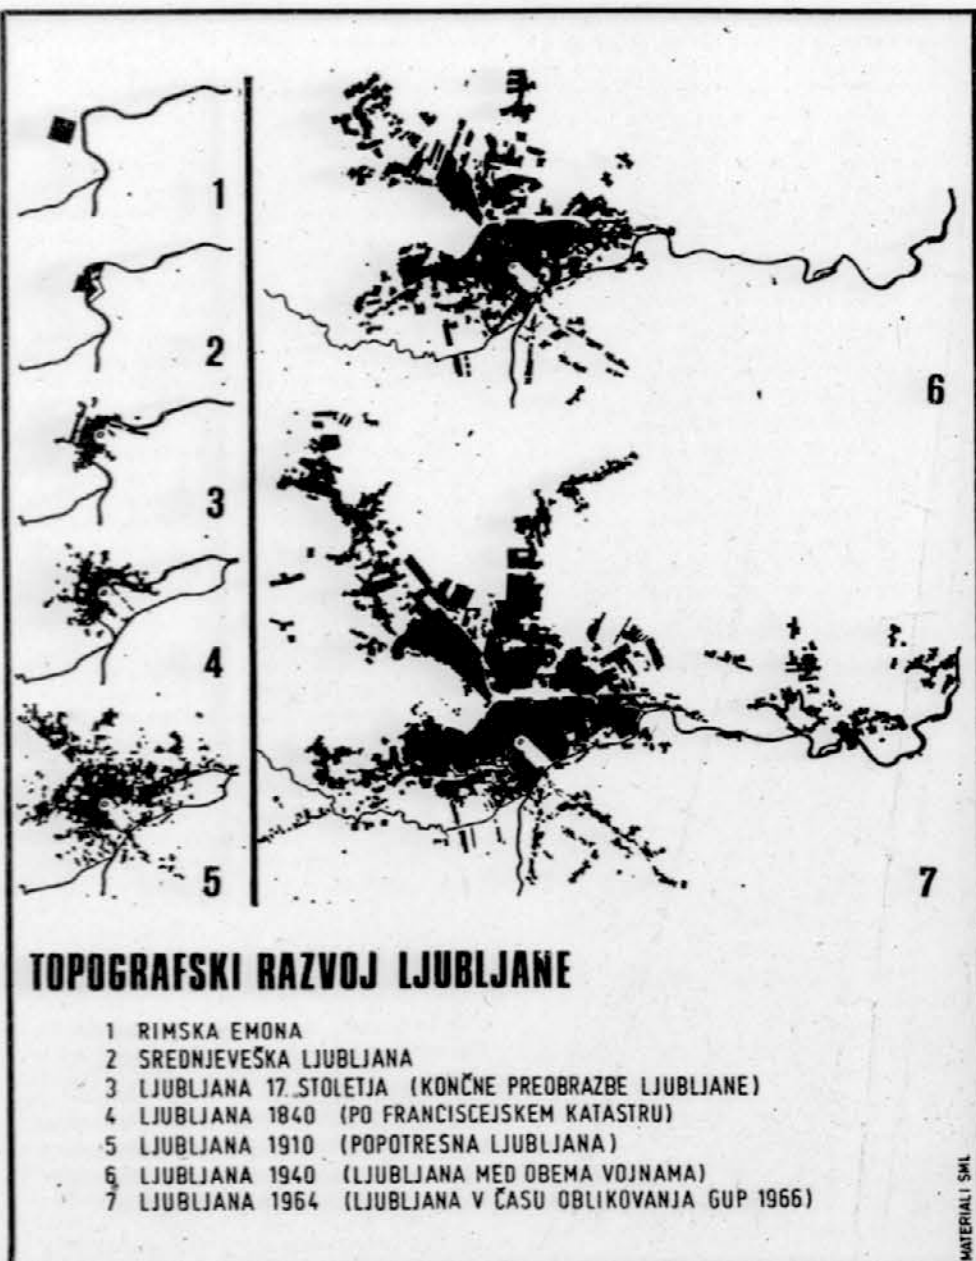 1
2
3
4
5
6
7
TOPOGRAFSKI RAZVOJ LJUBLJANE
1 RIMSKA EMONA
2 SREDNJEVEŠKA LJUBLJANA
3 LJUBLJANA 17. STOLETJA (KONČNE PREOBRAZBE LJUBLJANE)
4 LJUBLJANA 1840 (PO FRANCISCEJSKEM KATASTRU)
5 LJUBLJANA 1910 (POPOTRESNA LJUBLJANA)
6 LJUBLJANA 1940 (LJUBLJANA MED OBEMA VOJNAMA)
7 LJUBLJANA 1964 (LJUBLJANA V ČASU OBLIKOVANJA GUP 1966)
MATERIALI SML